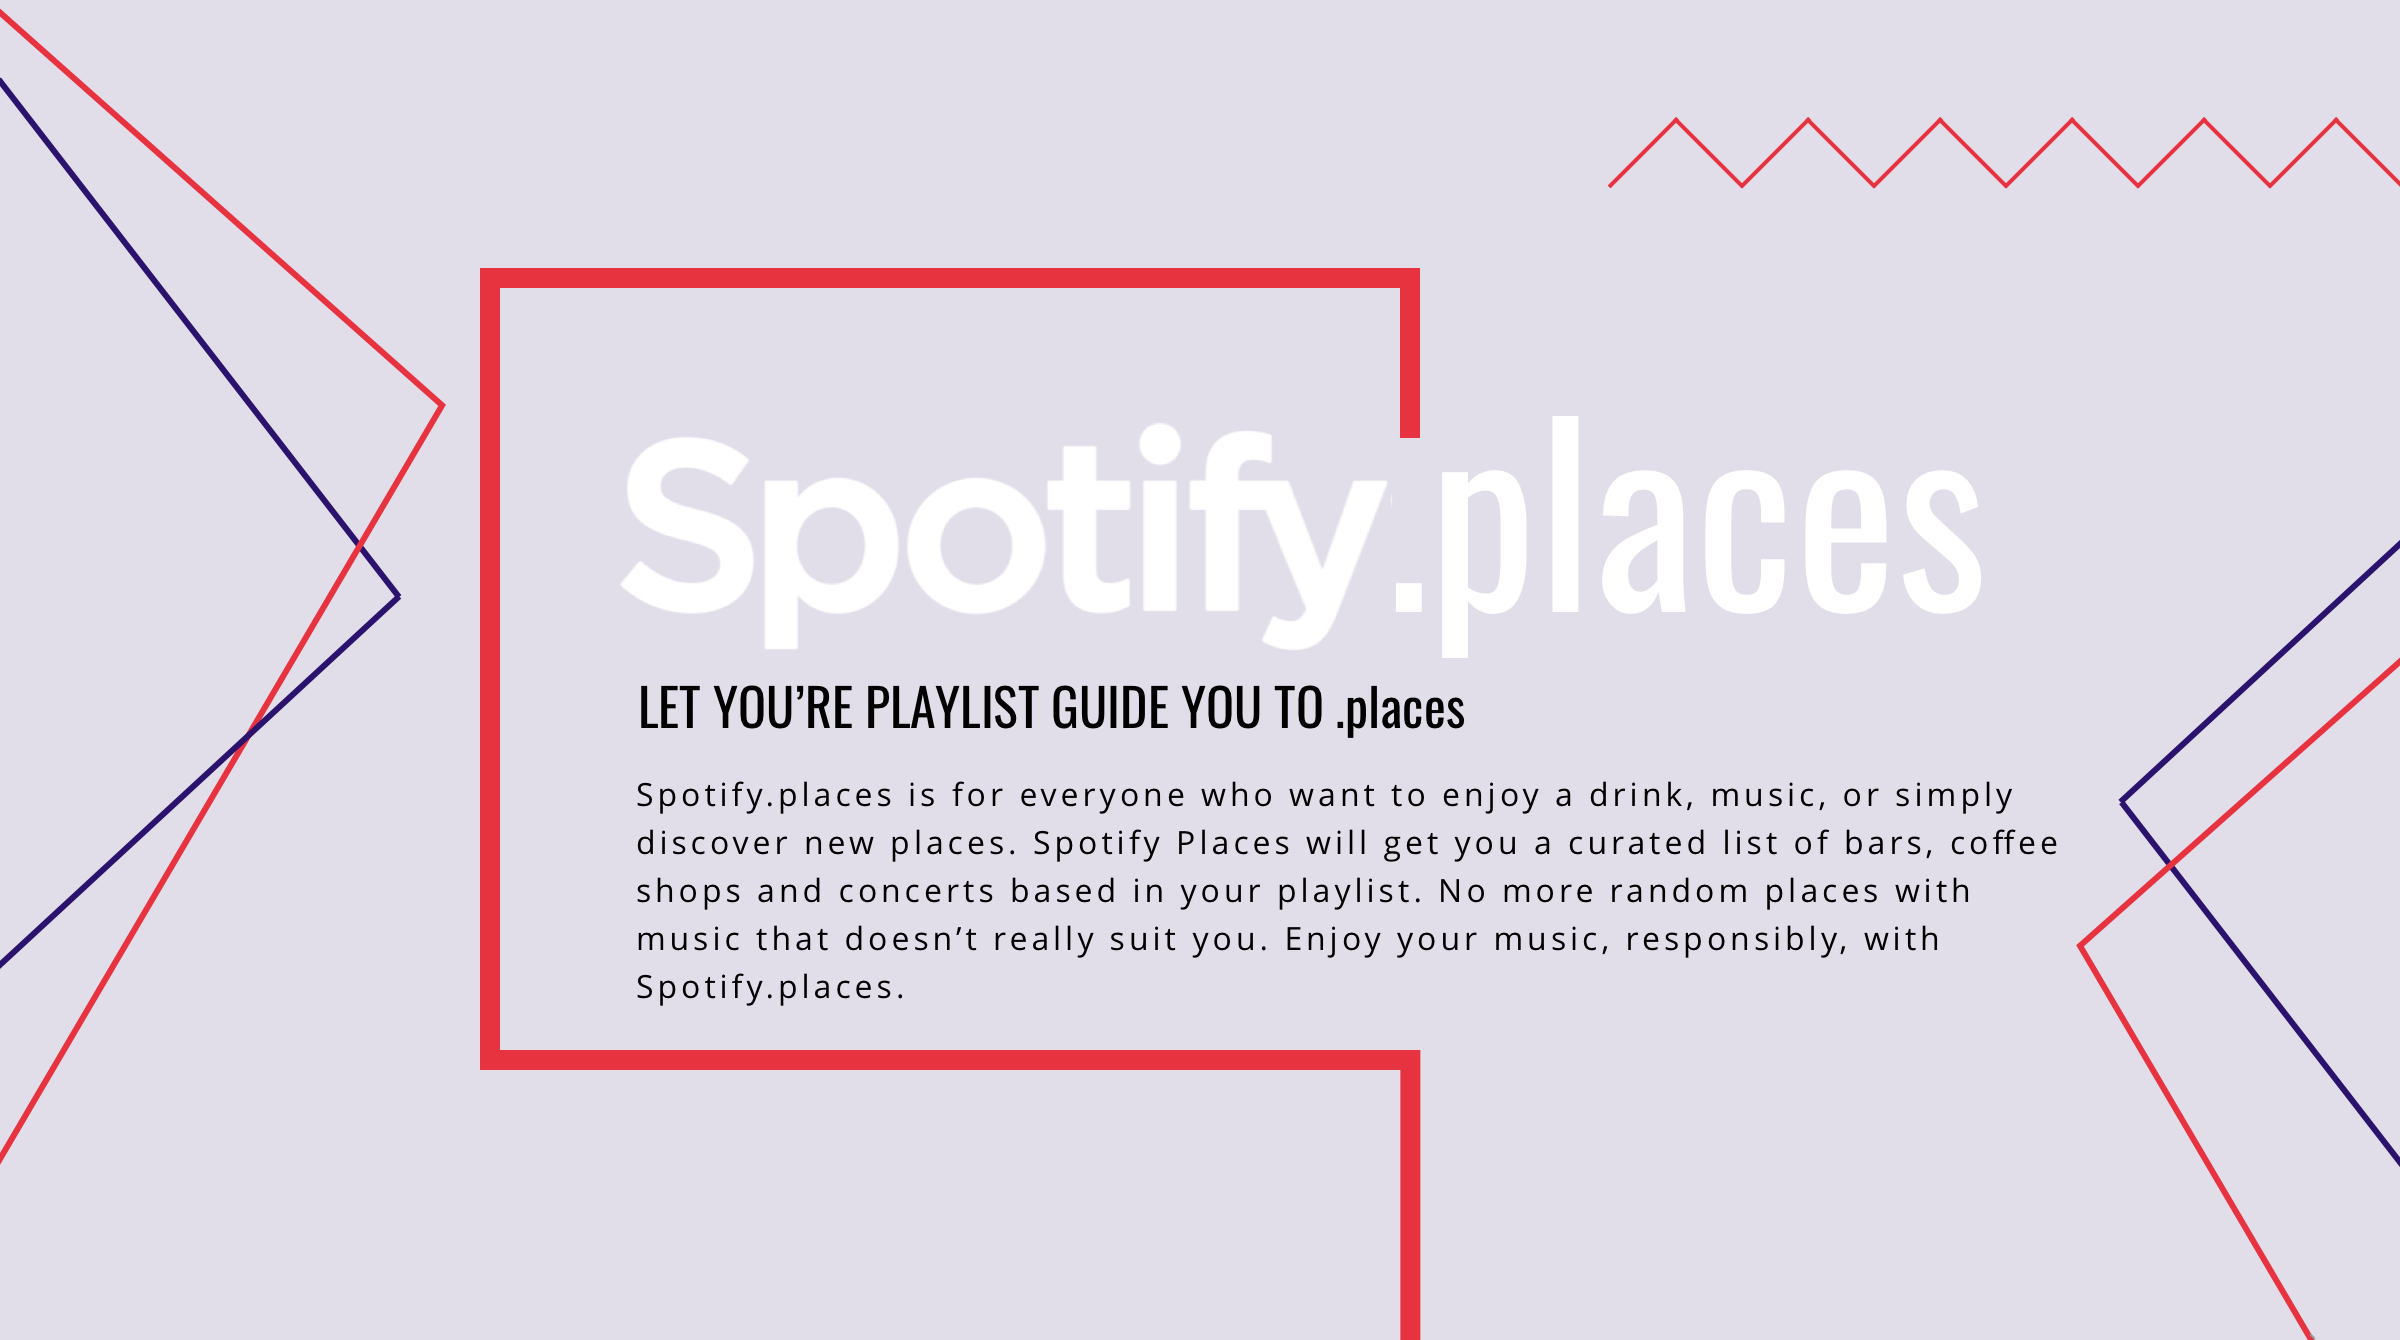 Spotify.places
LET YOU’RE PLAYLIST GUIDE YOU TO .places
Spotify.places is for everyone who want to enjoy a drink, music, or simply
discover new places. Spotify Places will get you a curated list of bars, coffee
shops and concerts based in your playlist. No more random places with
music that doesn’t really suit you. Enjoy your music, responsibly, with
Spotify.places.